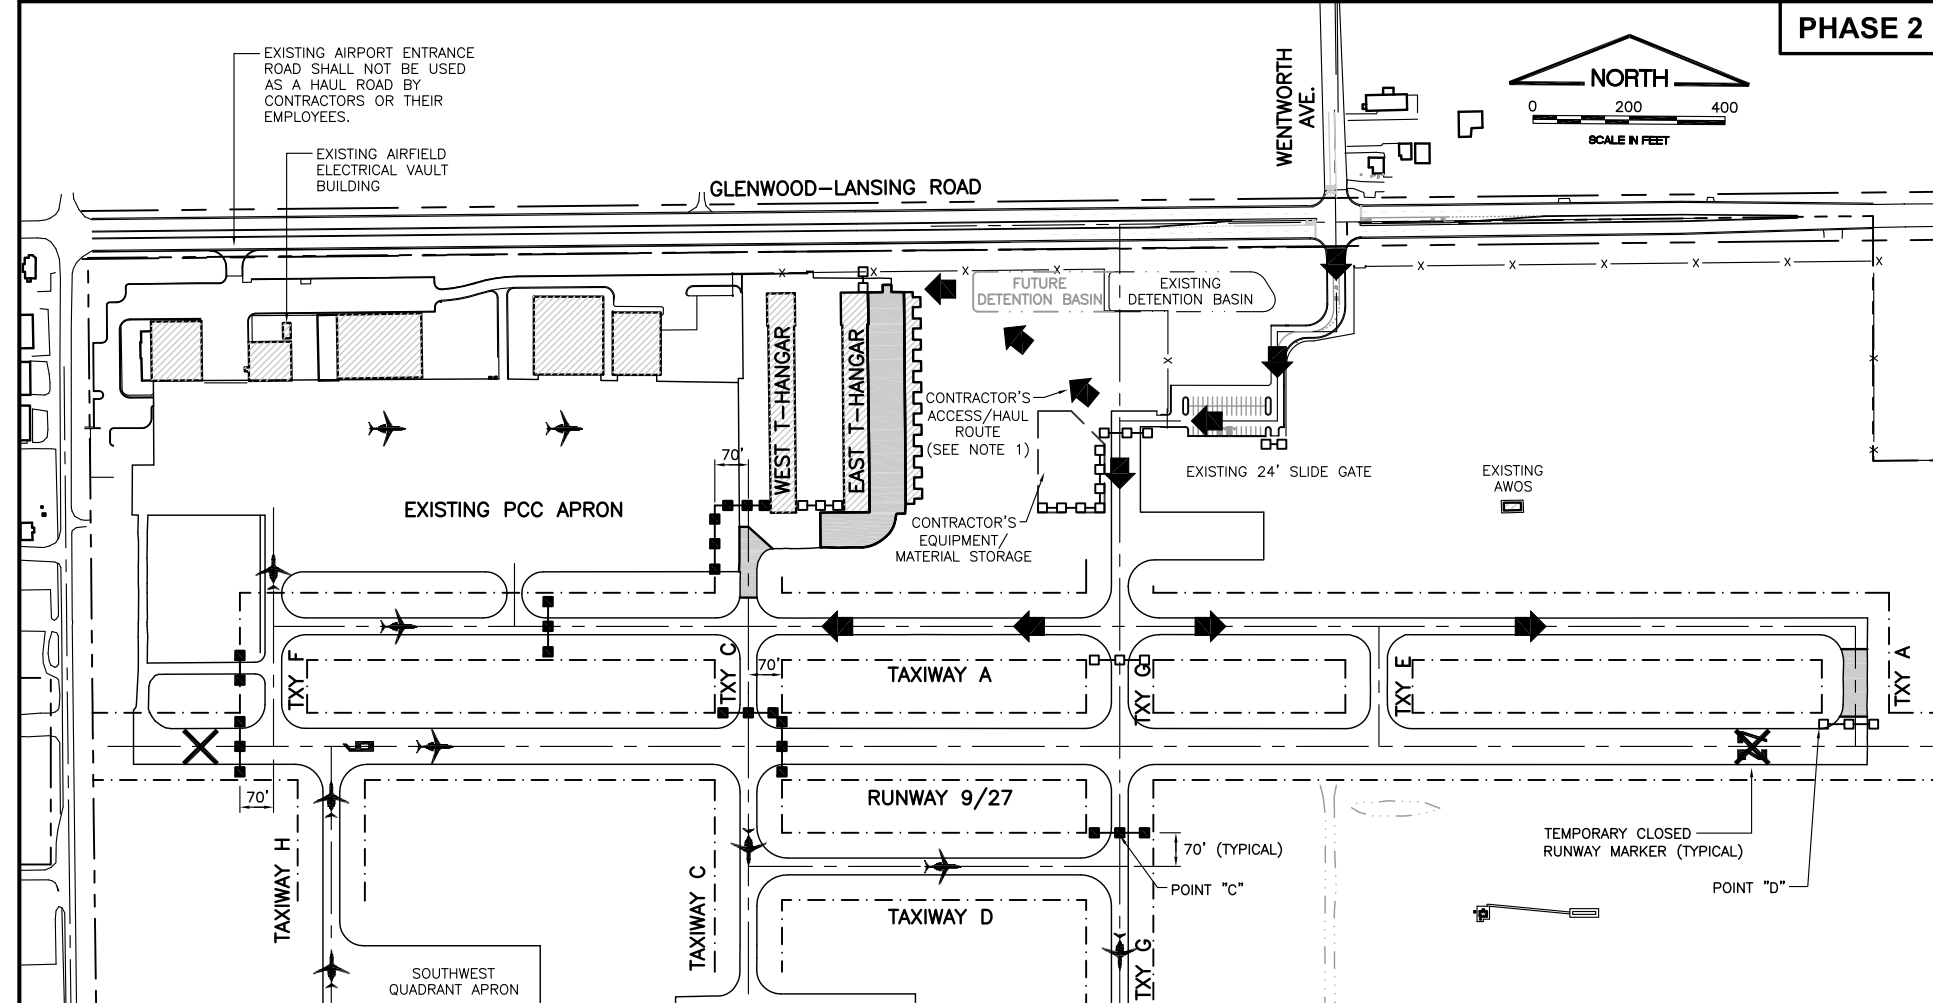 PHASE 2
EXISTING AIRPORT ENTRANCE
ROAD SHALL NOT BE USED
AS A HAUL ROAD BY
CONTRACTORS OR THEIR
EMPLOYEES.
EXISTING AIRFIELD
ELECTRICAL VAULT
BUILDING
WENTWORTH
AVE.
NORTH
0 200 400
SCALE IN FEET
GLENWOOD-LANSING ROAD
FUTURE
DETENTION BASIN
EXISTING
DETENTION BASIN
WEST T-HANGAR
EAST T-HANGAR
CONTRACTOR'S
ACCESS/HAUL
ROUTE
(SEE NOTE 1)
70'
EXISTING 24' SLIDE GATE
EXISTING
AWOS
EXISTING PCC APRON
CONTRACTOR'S
EQUIPMENT/
MATERIAL STORAGE
TXY F
TXY C
70'
TAXIWAY A
TXY G
TXY E
TXY A
70'
RUNWAY 9/27
TEMPORARY CLOSED
RUNWAY MARKER (TYPICAL)
70' (TYPICAL)
POINT "C"
POINT "D"
TAXIWAY H
TAXIWAY C
TAXIWAY D
TXY G
SOUTHWEST
QUADRANT APRON